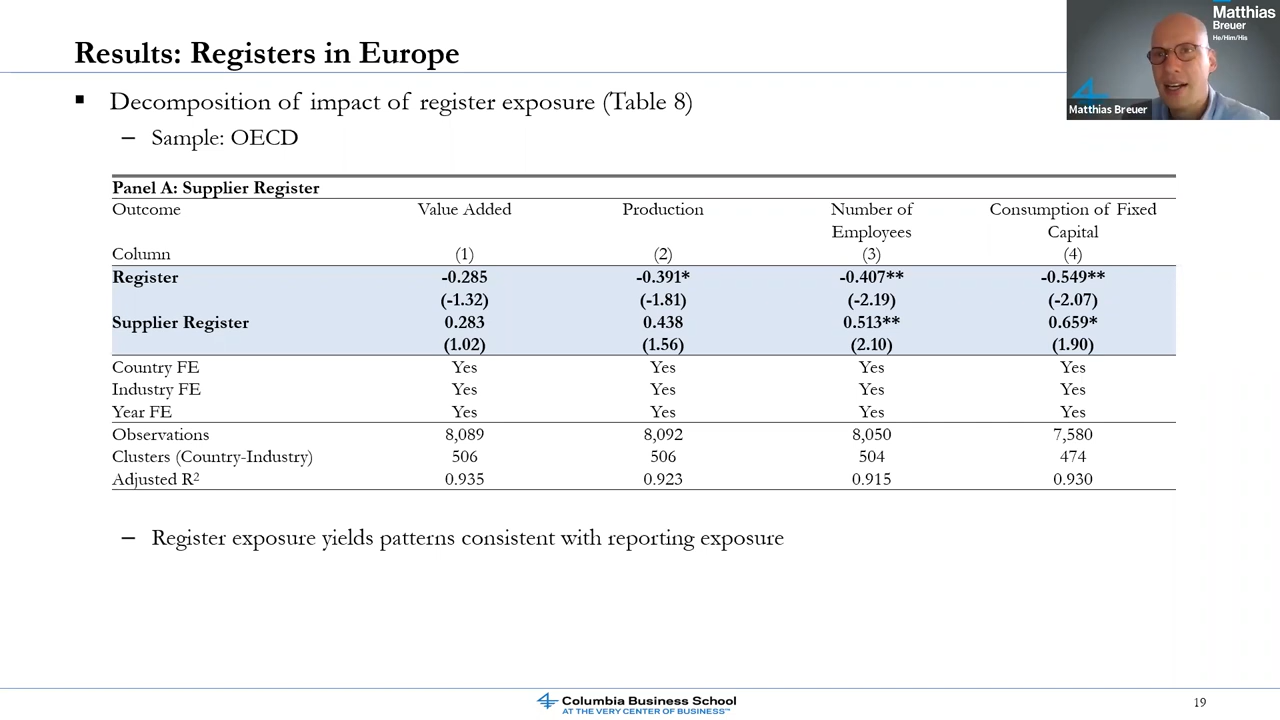 Results: Registers in Europe
Matthias
Breuer
He/Him/His
Matthias Breuer
▪ Decomposition of impact of register exposure (Table 8)
– Sample: OECD
Panel A: Supplier Register
Outcome Value Added Production Number of Employees Consumption of Fixed Capital
Column (1) (2) (3) (4)
Register -0.285 -0.391* -0.407** -0.549**
(-1.32) (-1.81) (-2.19) (-2.07)
Supplier Register 0.283 0.438 0.513** 0.659*
(1.02) (1.56) (2.10) (1.90)
Country FE Yes Yes Yes Yes
Industry FE Yes Yes Yes Yes
Year FE Yes Yes Yes Yes
Observations 8,089 8,092 8,050 7,580
Clusters (Country-Industry) 506 506 504 474
Adjusted R² 0.935 0.923 0.915 0.930
– Register exposure yields patterns consistent with reporting exposure
Columbia Business School
AT THE VERY CENTER OF BUSINESS™
19